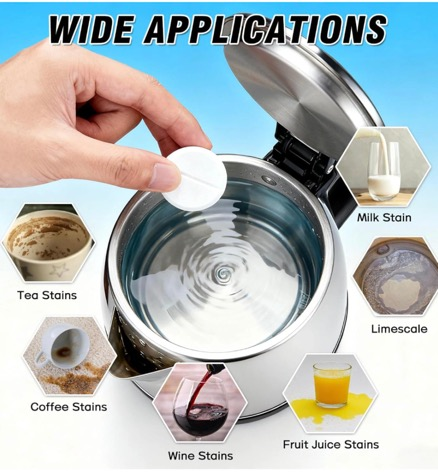 WIDE APPLICATIONS
Milk Stain
Tea Stains
Limescale
Coffee Stains
Fruit Juice Stains
Wine Stains